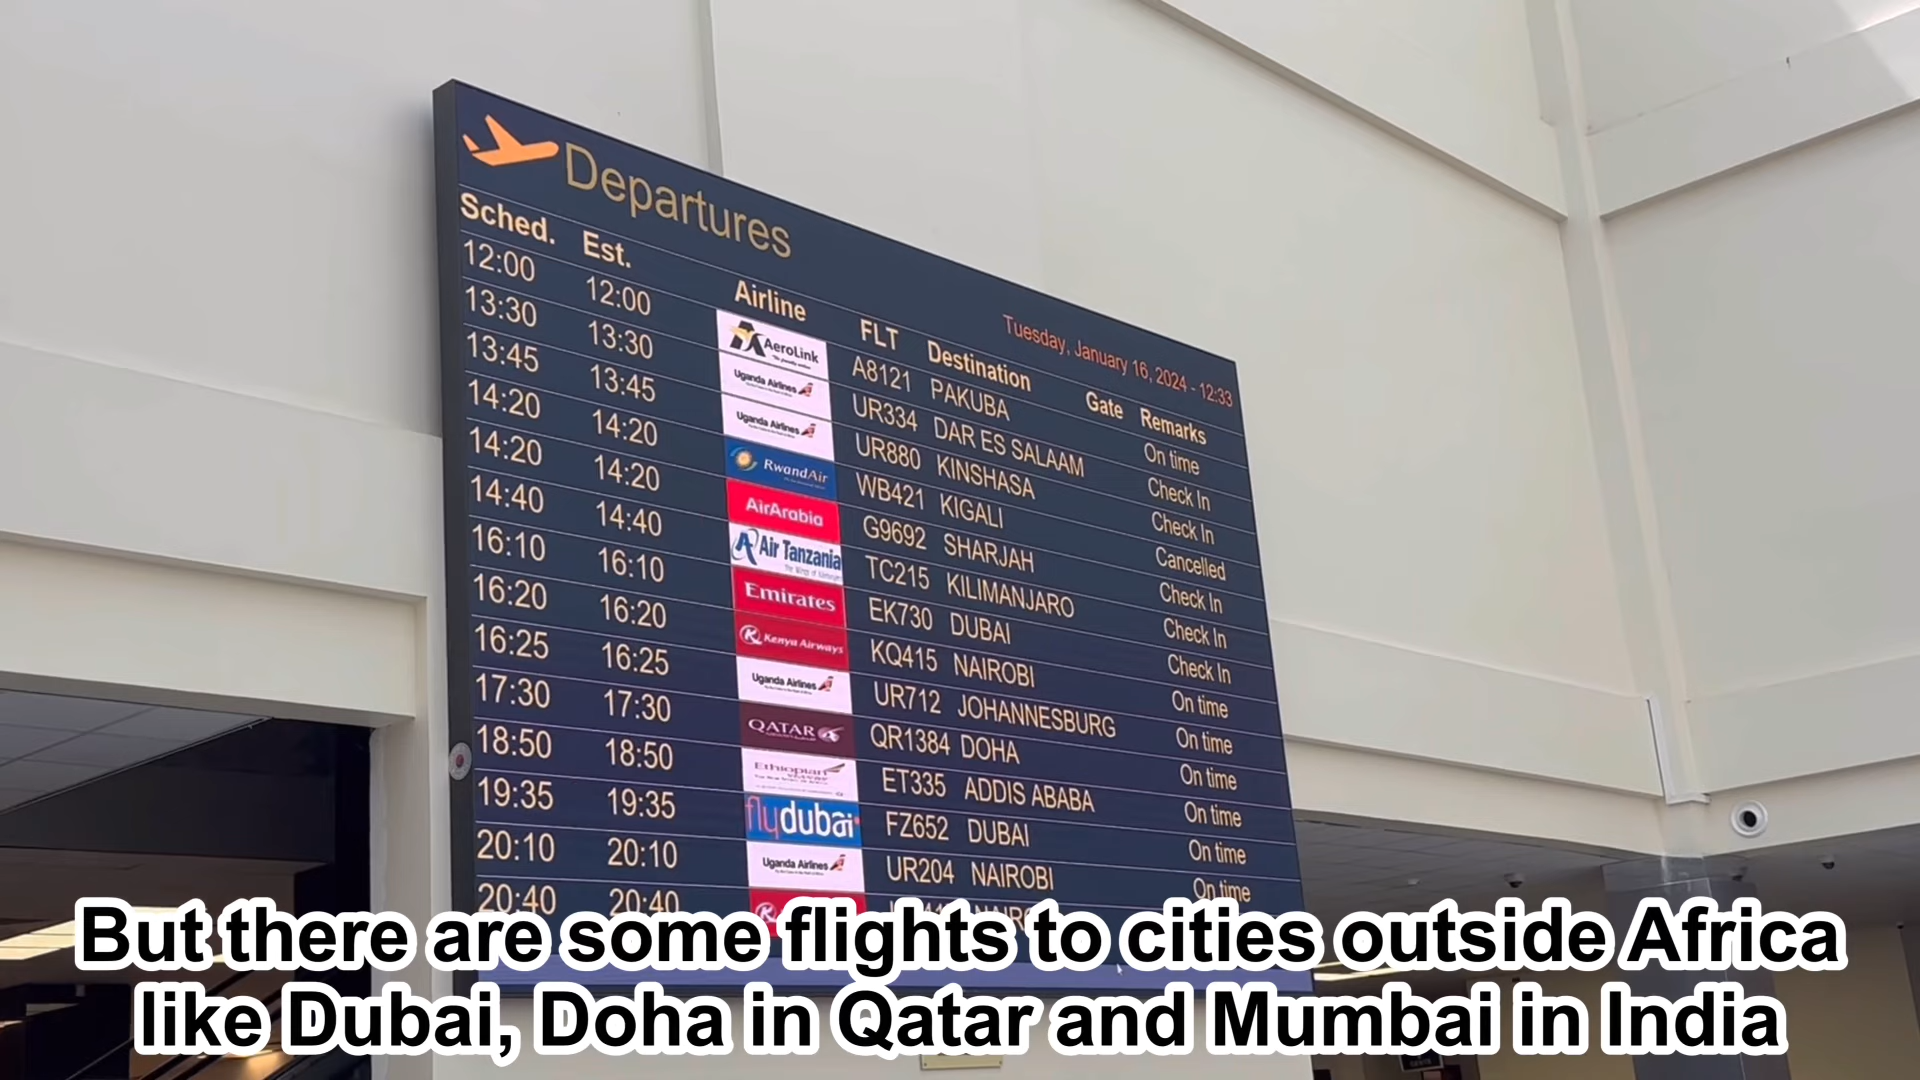 Departures
Tuesday, January 16, 2024 - 12:33
Sched. Est. Airline FLT Destination Gate Remarks
12:00 12:00 AeroLink A8121 PAKUBA On time
13:30 13:30 Uganda Airlines UR334 DAR ES SALAAM Check In
13:45 13:45 Uganda Airlines UR880 KINSHASA Check In
14:20 14:20 RwandAir WB421 KIGALI Cancelled
14:20 14:20 AirArabia G9692 SHARJAH Check In
14:40 14:40 Air Tanzania TC215 KILIMANJARO Check In
16:10 16:10 Emirates EK730 DUBAI Check In
16:20 16:20 Kenya Airways KQ415 NAIROBI On time
16:25 16:25 Uganda Airlines UR712 JOHANNESBURG On time
17:30 17:30 QATAR QR1384 DOHA On time
18:50 18:50 Ethiopian ET335 ADDIS ABABA On time
19:35 19:35 flydubai FZ652 DUBAI On time
20:10 20:10 Uganda Airlines UR204 NAIROBI On time
20:40 20:40
But there are some flights to cities outside Africa
like Dubai, Doha in Qatar and Mumbai in India